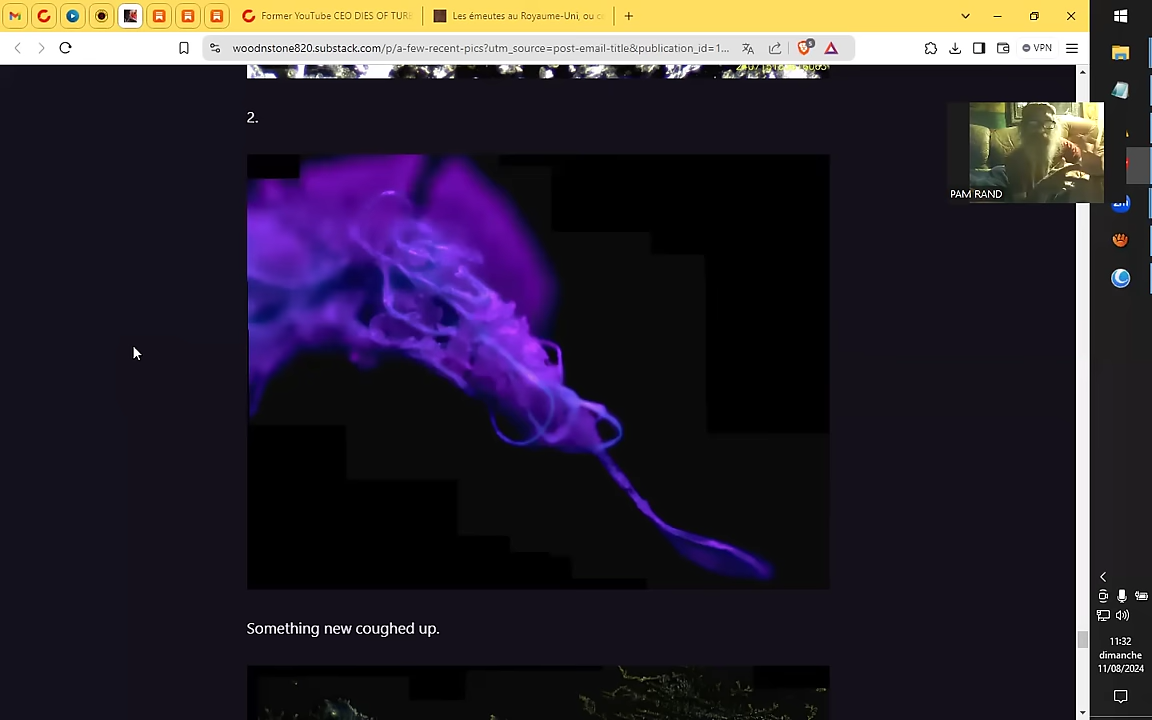 Former YouTube CEO DIES OF TUR
Les émeutes au Royaume-Uni, ou c
woodnstone820.substack.com/p/a-few-recent-pics?utm_source=post-email-title&publication_id=1...
VPN
2.
PAM RAND
Something new coughed up.
11:32
dimanche
11/08/2024